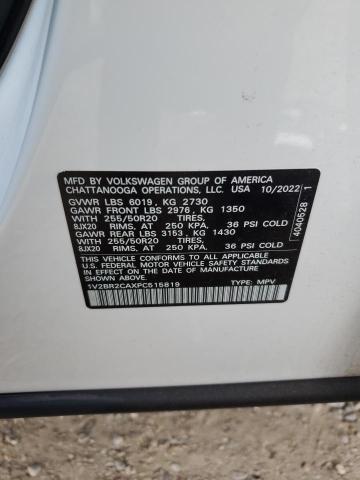 MFD. BY VOLKSWAGEN GROUP OF AMERICA
CHATTANOOGA OPERATIONS, LLC. USA 10/2022
GVWR LBS 6019, KG 2730
GAWR FRONT LBS 2976, KG 1350
WITH 255/50R20 TIRES,
8JX20 RIMS, AT 250 KPA, 36 PSI COLD
GAWR REAR LBS 3153, KG 1430
WITH 255/50R20 TIRES,
8JX20 RIMS, AT 250 KPA, 36 PSI COLD
THIS VEHICLE CONFORMS TO ALL APPLICABLE
U.S. FEDERAL MOTOR VEHICLE SAFETY STANDARDS
IN EFFECT ON THE DATE OF MANUFACTURE
SHOWN ABOVE.
1V2BR2CAXPC515819 TYPE: MPV
4040528 1